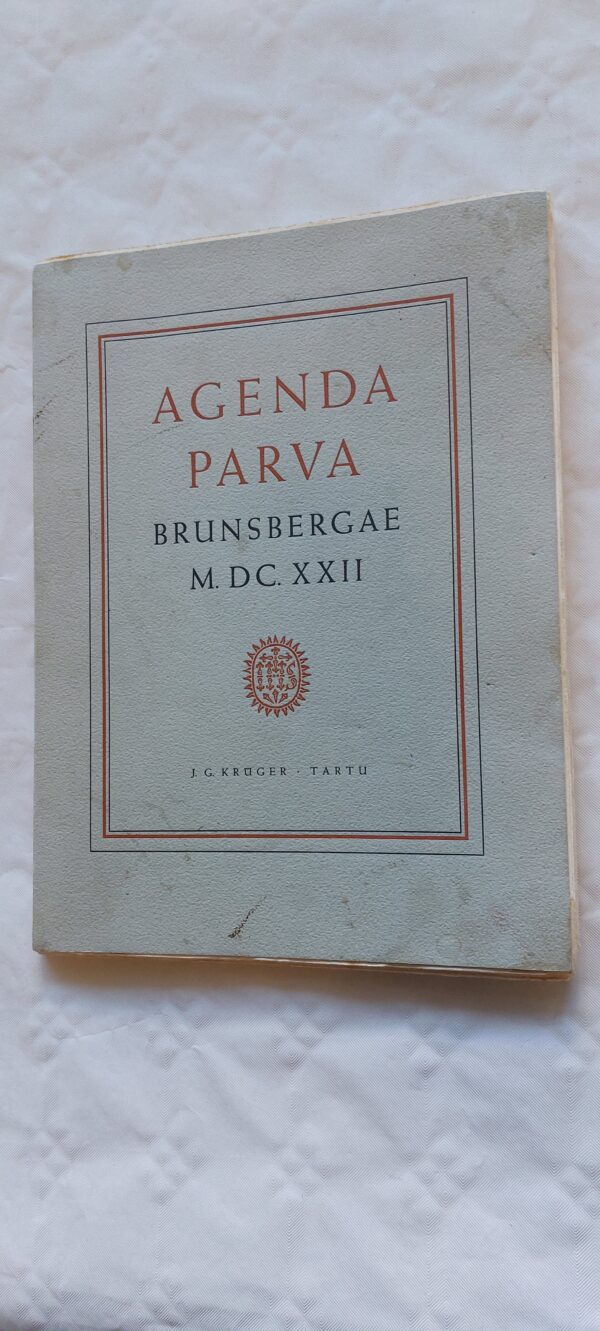 AGENDA
PARVA
BRUNSBERGAE
M. DC. XXII
J. G. KRÜGER · TARTU